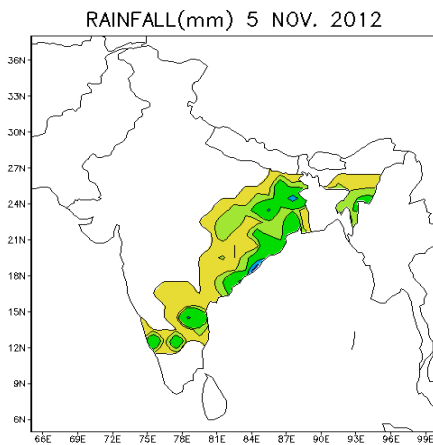 RAINFALL(mm) 5 NOV. 2012
36N
33N
30N
27N
24N
21N
18N
15N
12N
9N
6N
66E 69E 72E 75E 78E 81E 84E 87E 90E 93E 96E 99E